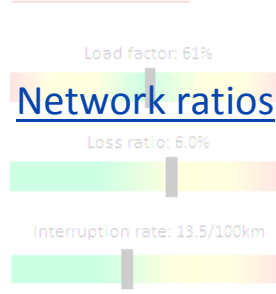 Load factor: 61%
Network ratios
Loss ratio: 6.0%
Interruption rate: 13.5/100km